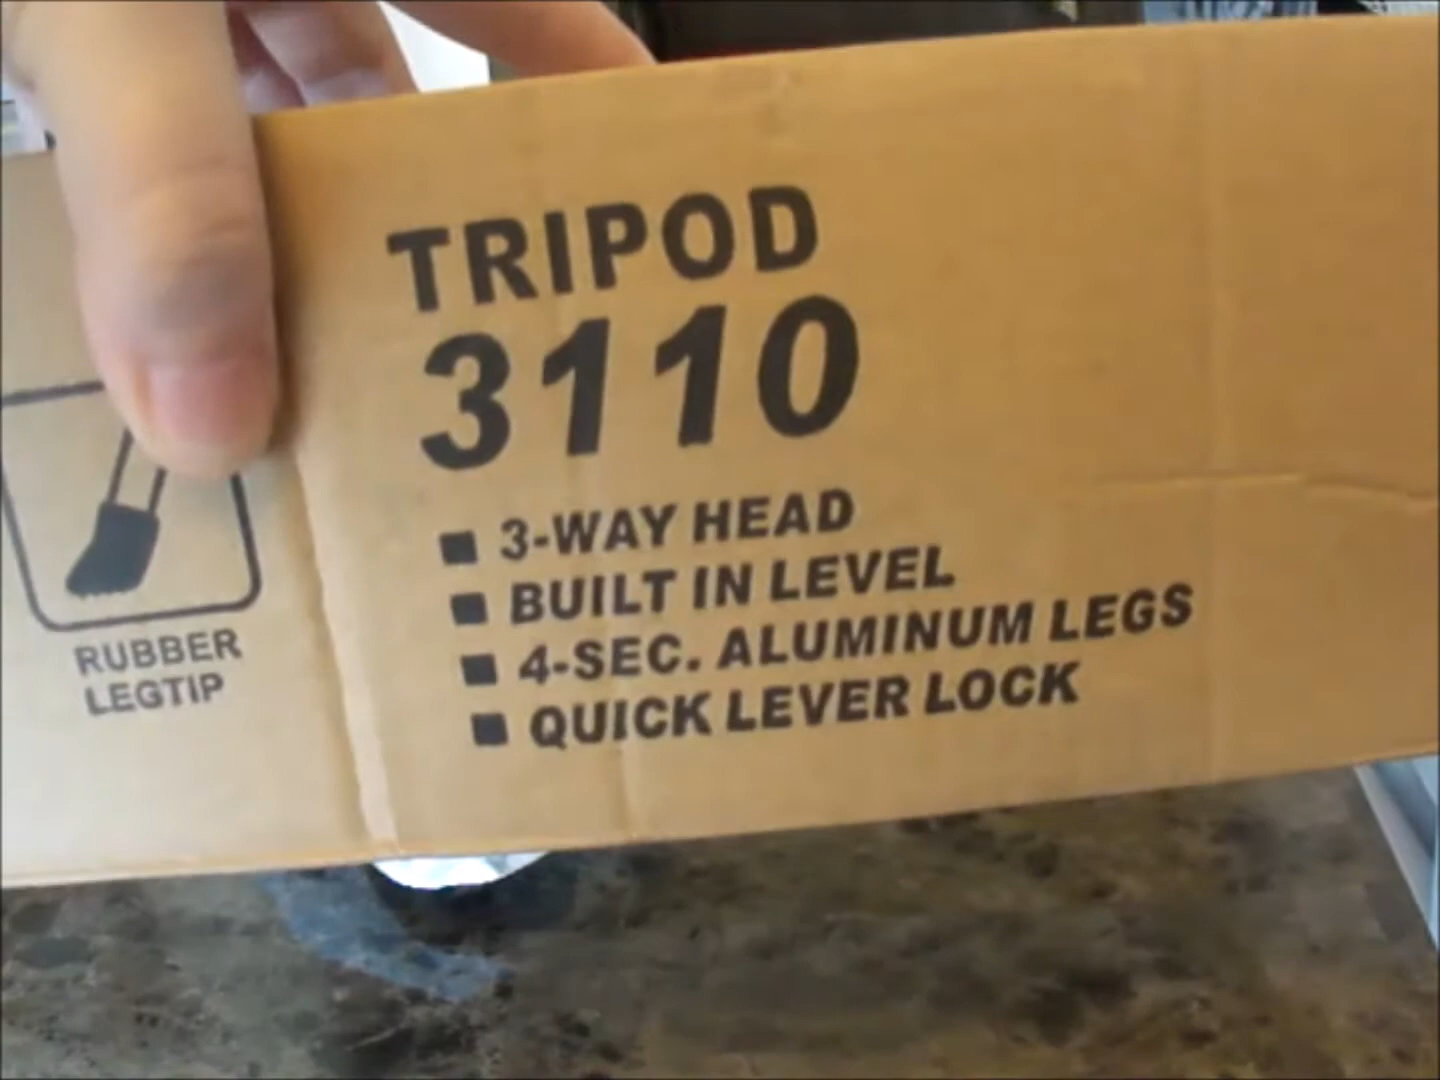 TRIPOD
3110
■ 3-WAY HEAD
■ BUILT IN LEVEL
■ 4-SEC. ALUMINUM LEGS
■ QUICK LEVER LOCK
RUBBER
LEGTIP